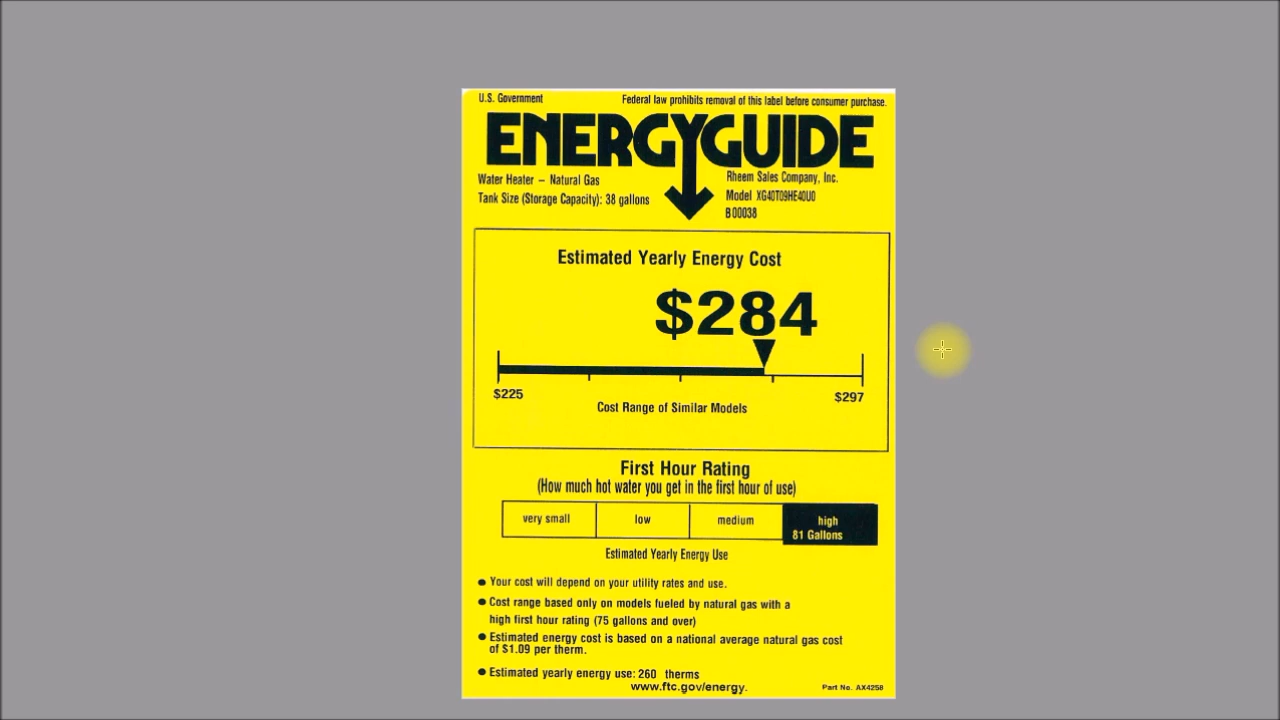 U.S. Government Federal law prohibits removal of this label before consumer purchase.
ENERGYGUIDE
Water Heater – Natural Gas
Tank Size (Storage Capacity): 38 gallons
Rheem Sales Company, Inc.
Model XG40T09HE40U0
B00038
Estimated Yearly Energy Cost
$284
$225 $297
Cost Range of Similar Models
First Hour Rating
(How much hot water you get in the first hour of use)
very small low medium high
81 Gallons
Estimated Yearly Energy Use
● Your cost will depend on your utility rates and use.
● Cost range based only on models fueled by natural gas with a
high first hour rating (75 gallons and over)
● Estimated energy cost is based on a national average natural gas cost
of $1.09 per therm.
● Estimated yearly energy use: 260 therms
www.ftc.gov/energy.
Part No. AX4258